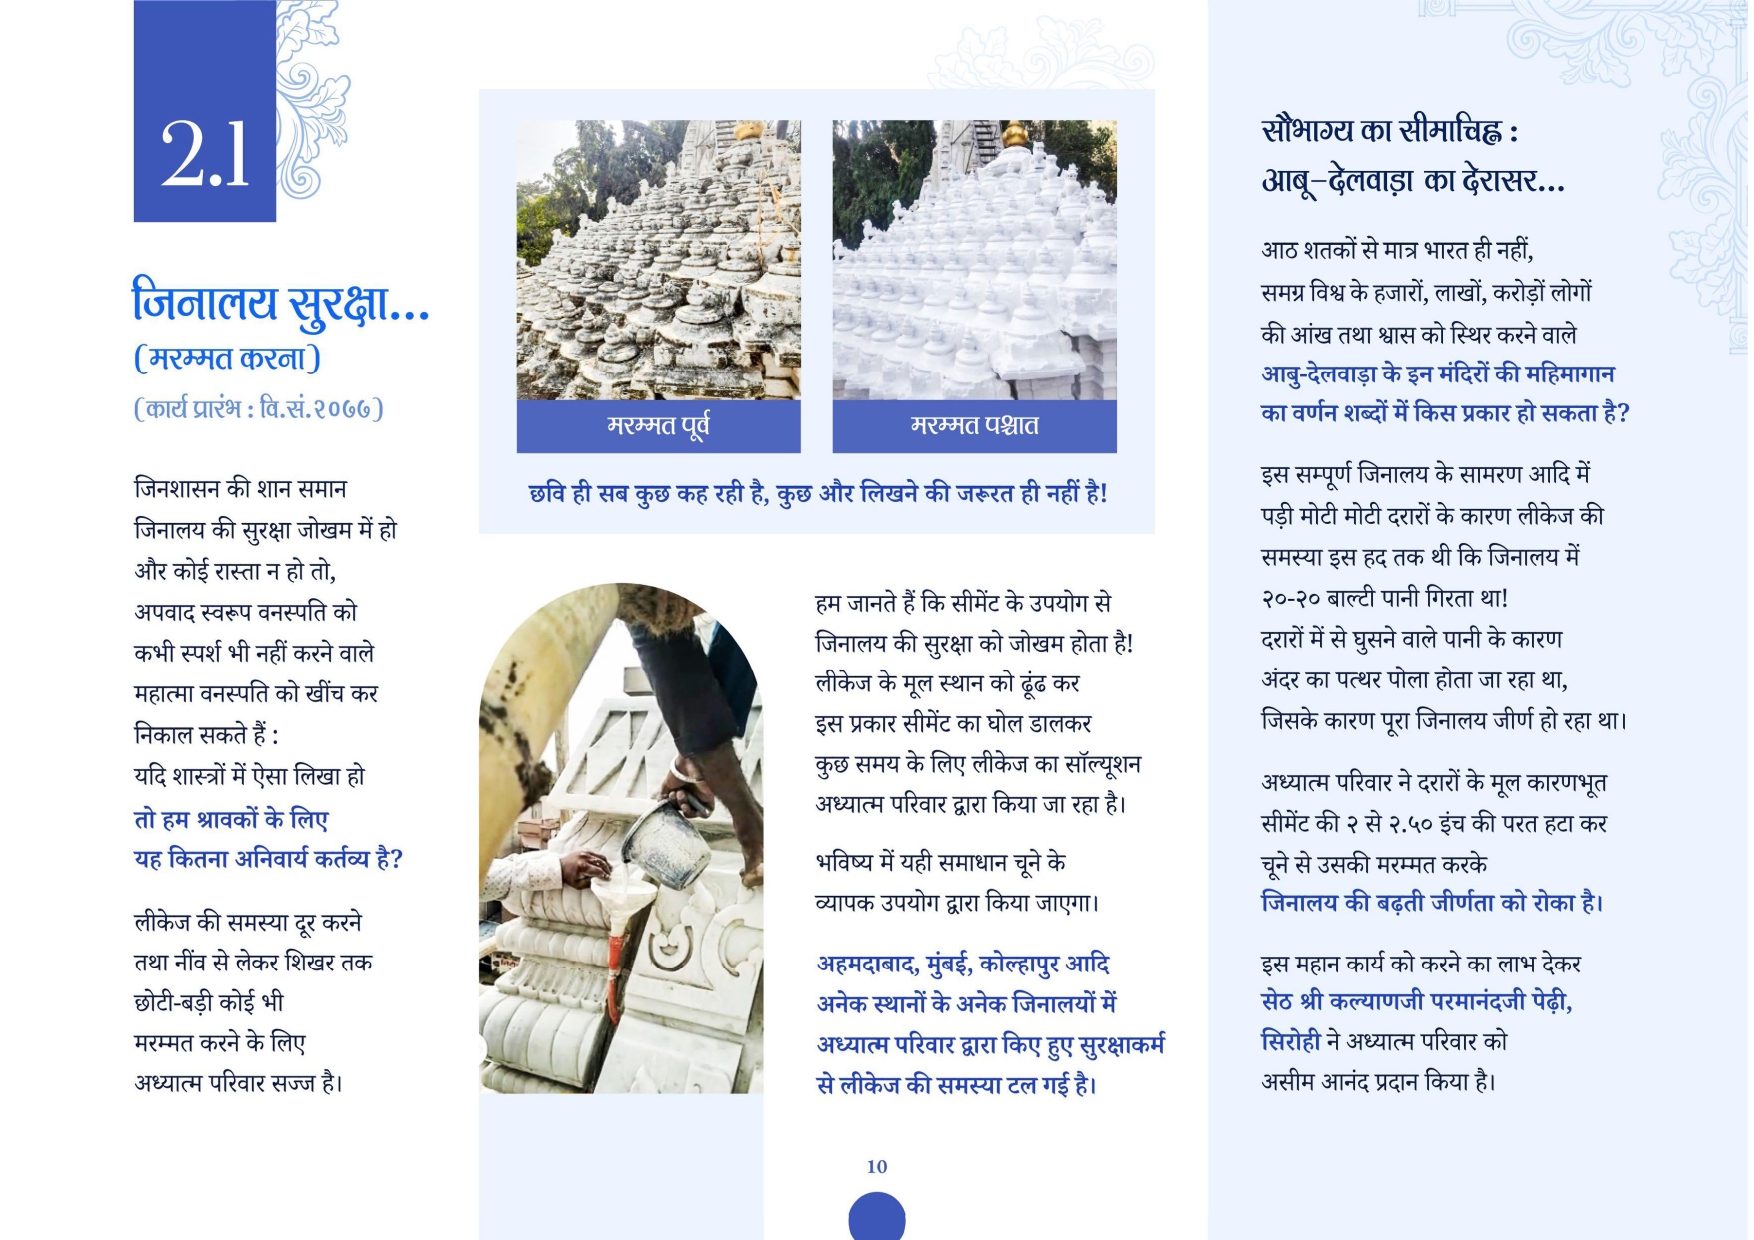 2.1
जिनालय सुरक्षा...
(मरम्मत करना)
(कार्य प्रारंभ : वि.सं.२०७७)
जिनशासन की शान समान
जिनालय की सुरक्षा जोखम में हो
और कोई रास्ता न हो तो,
अपवाद स्वरूप वनस्पति को
कभी स्पर्श भी नहीं करने वाले
महात्मा वनस्पति को खींच कर
निकाल सकते हैं :
यदि शास्त्रों में ऐसा लिखा हो
तो हम श्रावकों के लिए
यह कितना अनिवार्य कर्तव्य है?
लीकेज की समस्या दूर करने
तथा नींव से लेकर शिखर तक
छोटी-बड़ी कोई भी
मरम्मत करने के लिए
अध्यात्म परिवार सज्ज है।
मरम्मत पूर्व
मरम्मत पश्चात
छवि ही सब कुछ कह रही है, कुछ और लिखने की जरूरत ही नहीं है!
हम जानते हैं कि सीमेंट के उपयोग से
जिनालय की सुरक्षा को जोखम होता है!
लीकेज के मूल स्थान को ढूंढ कर
इस प्रकार सीमेंट का घोल डालकर
कुछ समय के लिए लीकेज का सॉल्यूशन
अध्यात्म परिवार द्वारा किया जा रहा है।
भविष्य में यही समाधान चूने के
व्यापक उपयोग द्वारा किया जाएगा।
अहमदाबाद, मुंबई, कोल्हापुर आदि
अनेक स्थानों के अनेक जिनालयों में
अध्यात्म परिवार द्वारा किए हुए सुरक्षाकर्म
से लीकेज की समस्या टल गई है।
सौभाग्य का सीमाचिह्न :
आबू-देलवाड़ा का देरासर...
आठ शतकों से मात्र भारत ही नहीं,
समग्र विश्व के हजारों, लाखों, करोड़ों लोगों
की आंख तथा श्वास को स्थिर करने वाले
आबु-देलवाड़ा के इन मंदिरों की महिमागान
का वर्णन शब्दों में किस प्रकार हो सकता है?
इस सम्पूर्ण जिनालय के सामरण आदि में
पड़ी मोटी मोटी दरारों के कारण लीकेज की
समस्या इस हद तक थी कि जिनालय में
२०-२० बाल्टी पानी गिरता था!
दरारों में से घुसने वाले पानी के कारण
अंदर का पत्थर पोला होता जा रहा था,
जिसके कारण पूरा जिनालय जीर्ण हो रहा था।
अध्यात्म परिवार ने दरारों के मूल कारणभूत
सीमेंट की २ से २.५० इंच की परत हटा कर
चूने से उसकी मरम्मत करके
जिनालय की बढ़ती जीर्णता को रोका है।
इस महान कार्य को करने का लाभ देकर
सेठ श्री कल्याणजी परमानंदजी पेढ़ी,
सिरोही ने अध्यात्म परिवार को
असीम आनंद प्रदान किया है।
10